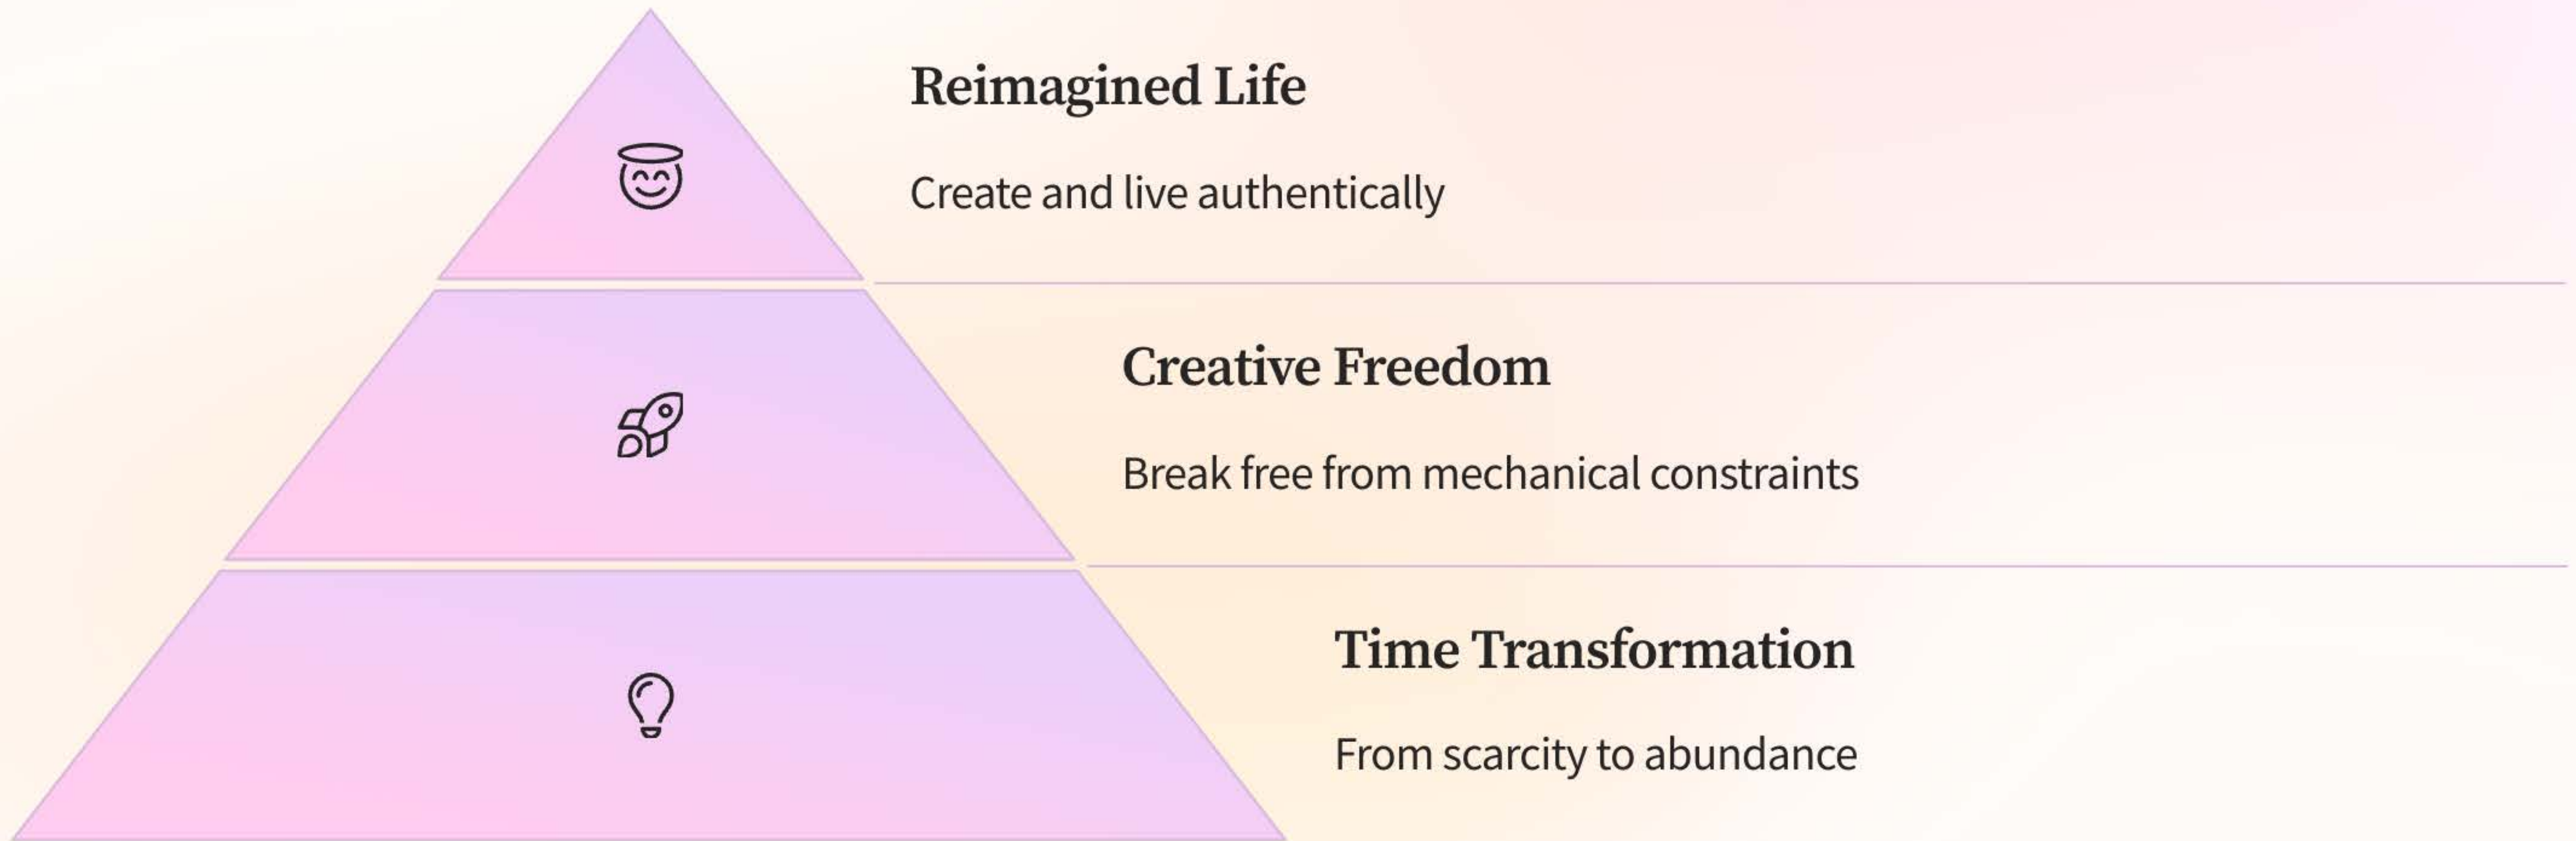 Reimagined Life
Create and live authentically
Creative Freedom
Break free from mechanical constraints
Time Transformation
From scarcity to abundance